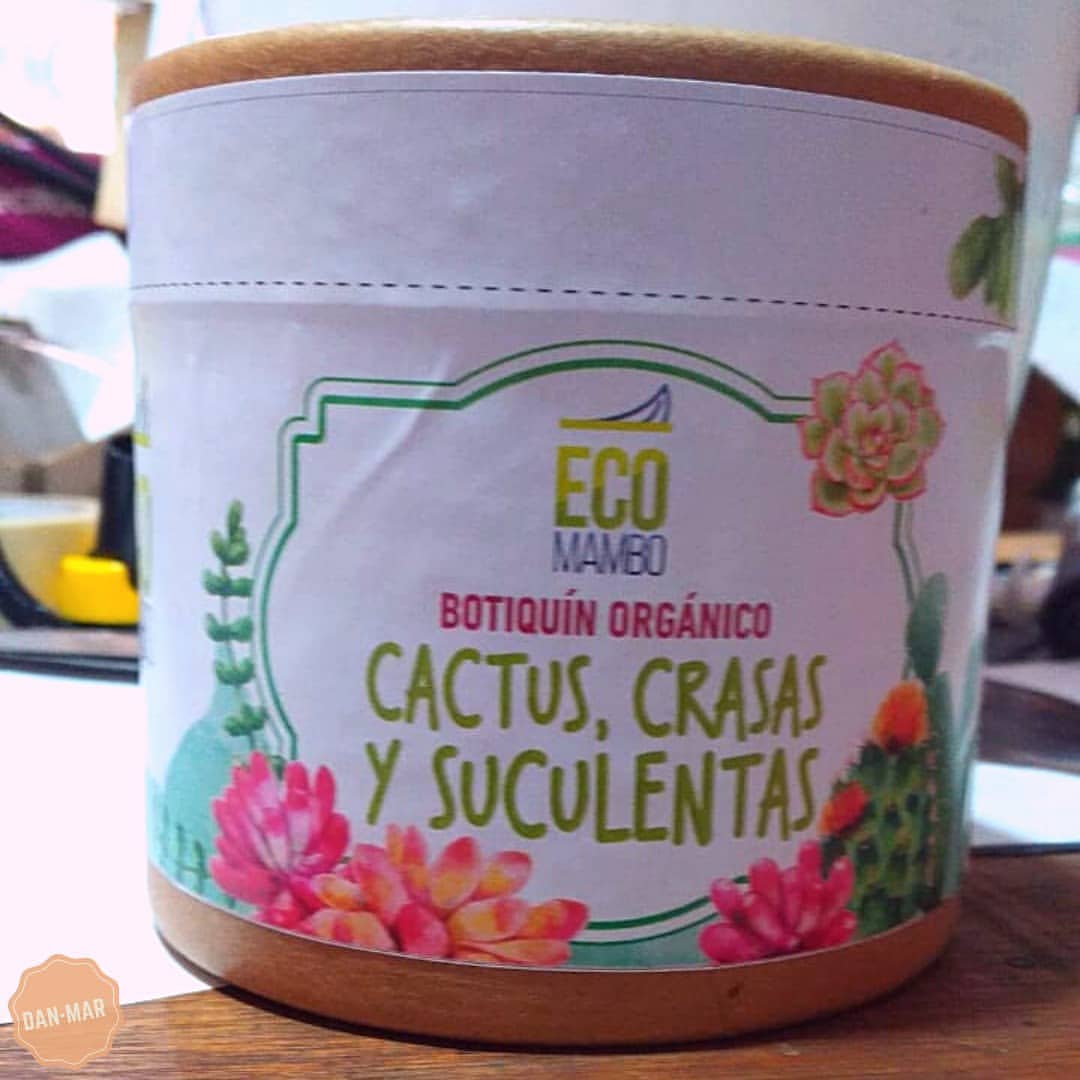 ECO
MAMBO
BOTIQUÍN ORGÁNICO
CACTUS, CRASAS
Y SUCULENTAS
DAN-MAR